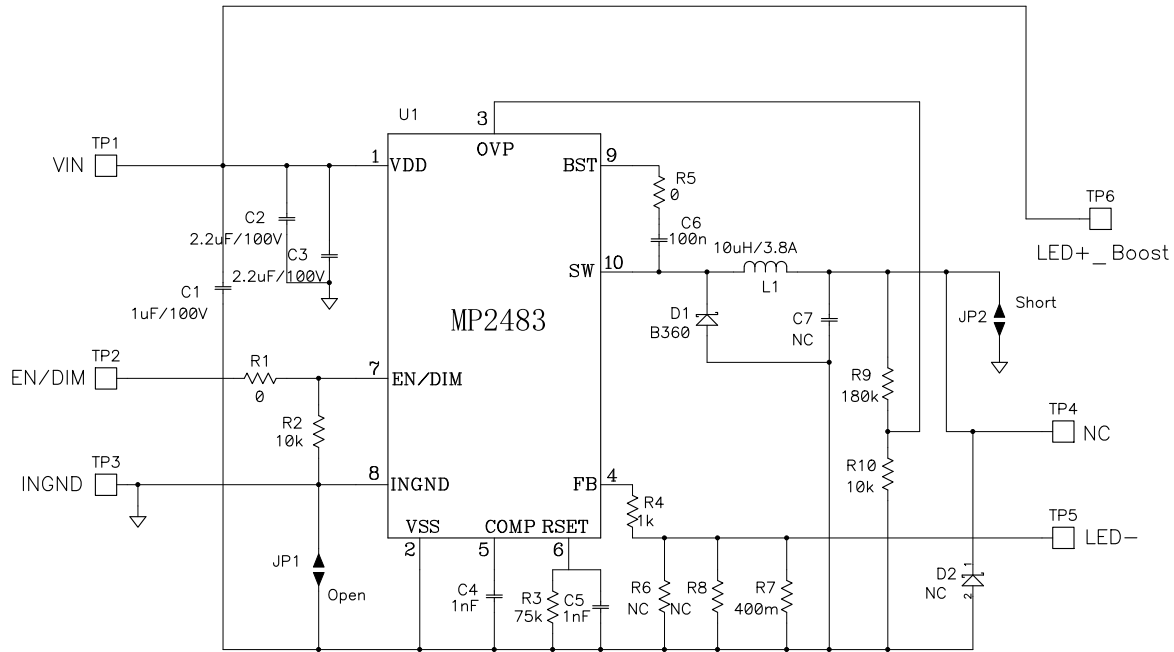 U1
3
OVP
TP1
VIN
1
VDD
BST
9
R5
0
C6
100n
TP6
LED+_Boost
C2
2.2uF/100V
C3
2.2uF/100V
C1
1uF/100V
SW
10
10uH/3.8A
L1
MP2483
D1
B360
C7
NC
JP2
Short
TP2
EN/DIM
R1
0
7
EN/DIM
R2
10k
R9
180k
TP4
NC
R10
10k
TP3
INGND
8
INGND
FB
4
R4
1k
TP5
LED-
VSS
2
COMP
5
RSET
6
JP1
Open
C4
1nF
R3
75k
C5
1nF
R6
NC
R8
NC
R7
400m
D2
NC
1
2